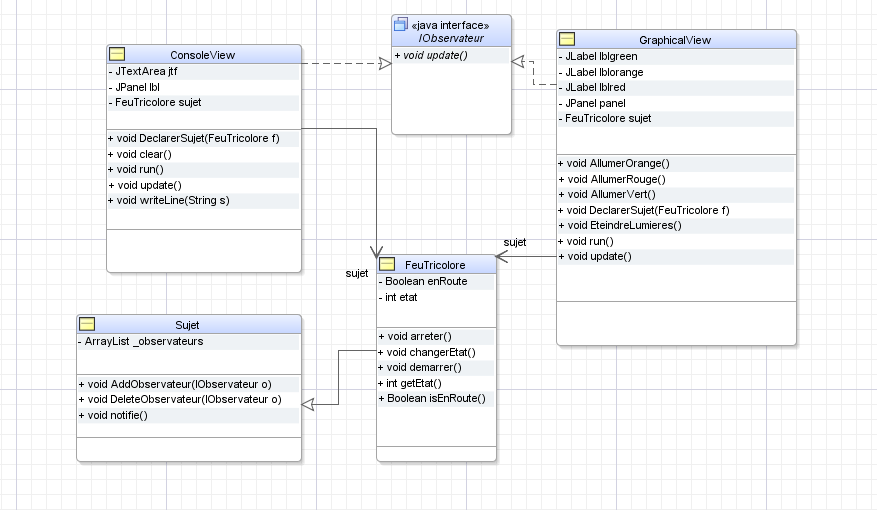 «java interface»
IObservateur
+ void update()
ConsoleView
- JTextArea jtf
- JPanel lbl
- FeuTricolore sujet
+ void DeclarerSujet(FeuTricolore f)
+ void clear()
+ void run()
+ void update()
+ void writeLine(String s)
GraphicalView
- JLabel lblgreen
- JLabel lblorange
- JLabel lblred
- JPanel panel
- FeuTricolore sujet
+ void AllumerOrange()
+ void AllumerRouge()
+ void AllumerVert()
+ void DeclarerSujet(FeuTricolore f)
+ void EteindreLumieres()
+ void run()
+ void update()
sujet
sujet
FeuTricolore
- Boolean enRoute
- int etat
+ void arreter()
+ void changerEtat()
+ void demarrer()
+ int getEtat()
+ Boolean isEnRoute()
Sujet
- ArrayList _observateurs
+ void AddObservateur(IObservateur o)
+ void DeleteObservateur(IObservateur o)
+ void notifie()